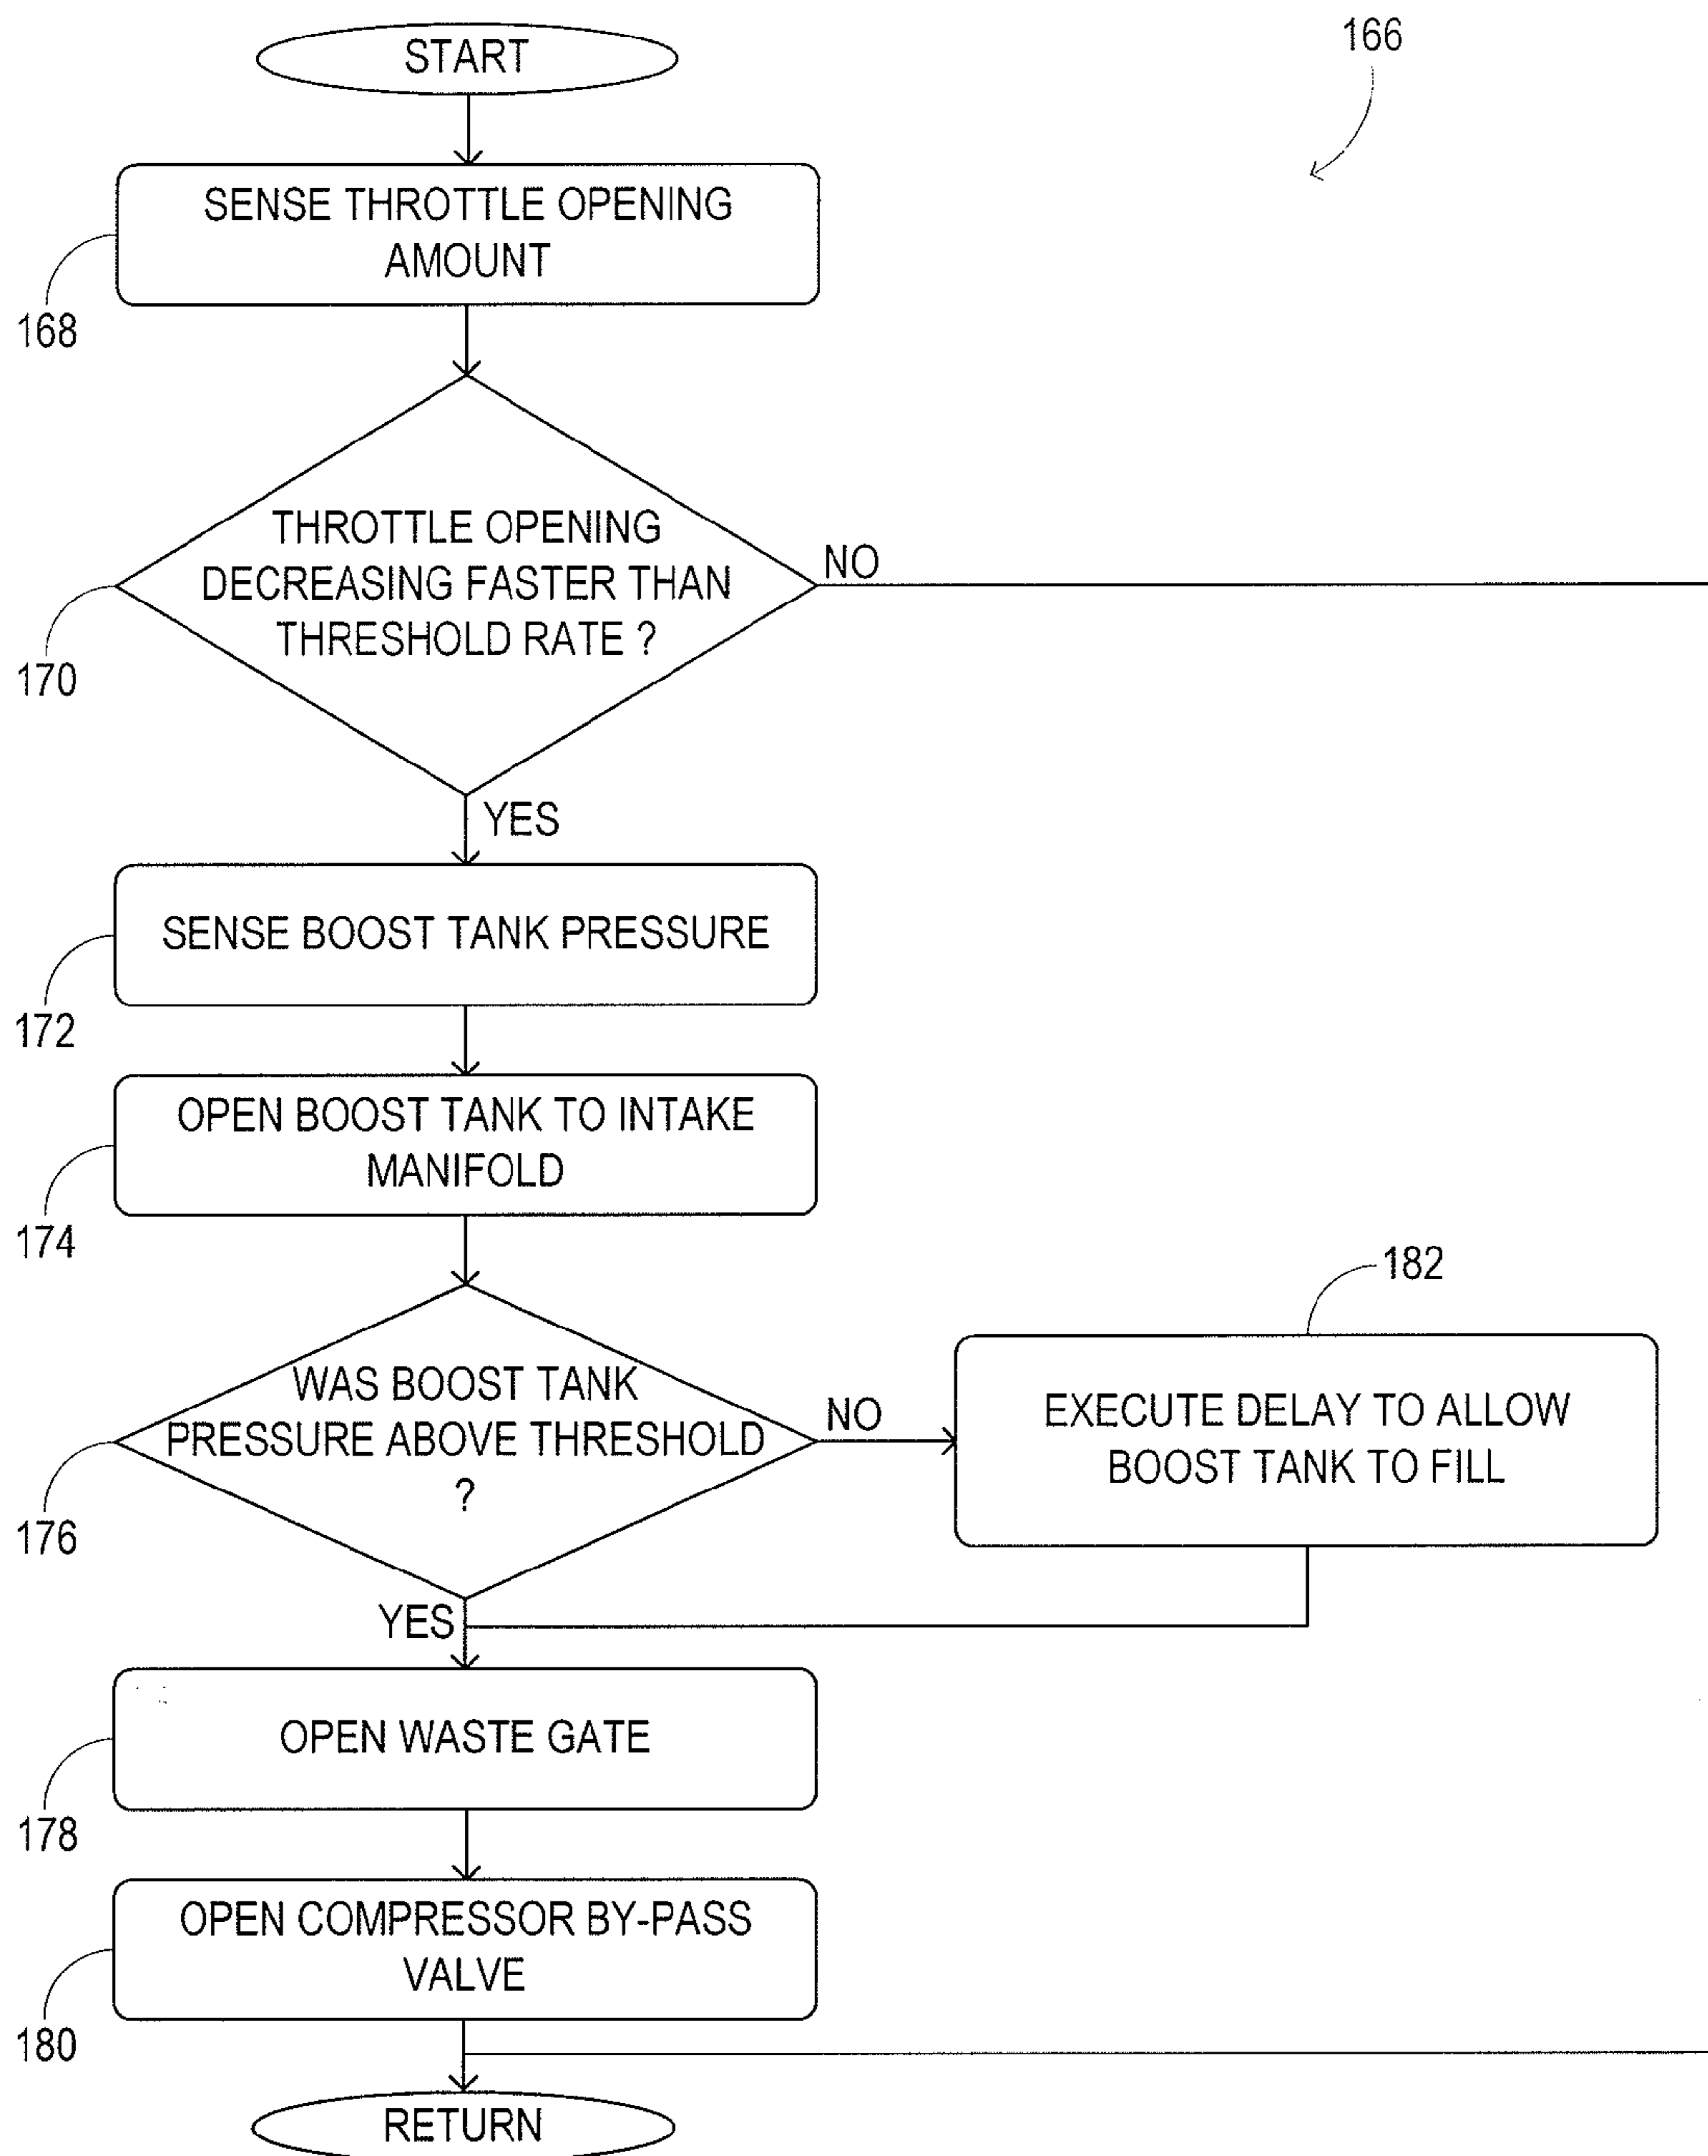 START
166
SENSE THROTTLE OPENING
AMOUNT
168
THROTTLE OPENING
DECREASING FASTER THAN
THRESHOLD RATE ?
NO
170
YES
SENSE BOOST TANK PRESSURE
172
OPEN BOOST TANK TO INTAKE
MANIFOLD
174
182
WAS BOOST TANK
PRESSURE ABOVE THRESHOLD
?
NO
EXECUTE DELAY TO ALLOW
BOOST TANK TO FILL
176
YES
OPEN WASTE GATE
178
OPEN COMPRESSOR BY-PASS
VALVE
180
RETURN